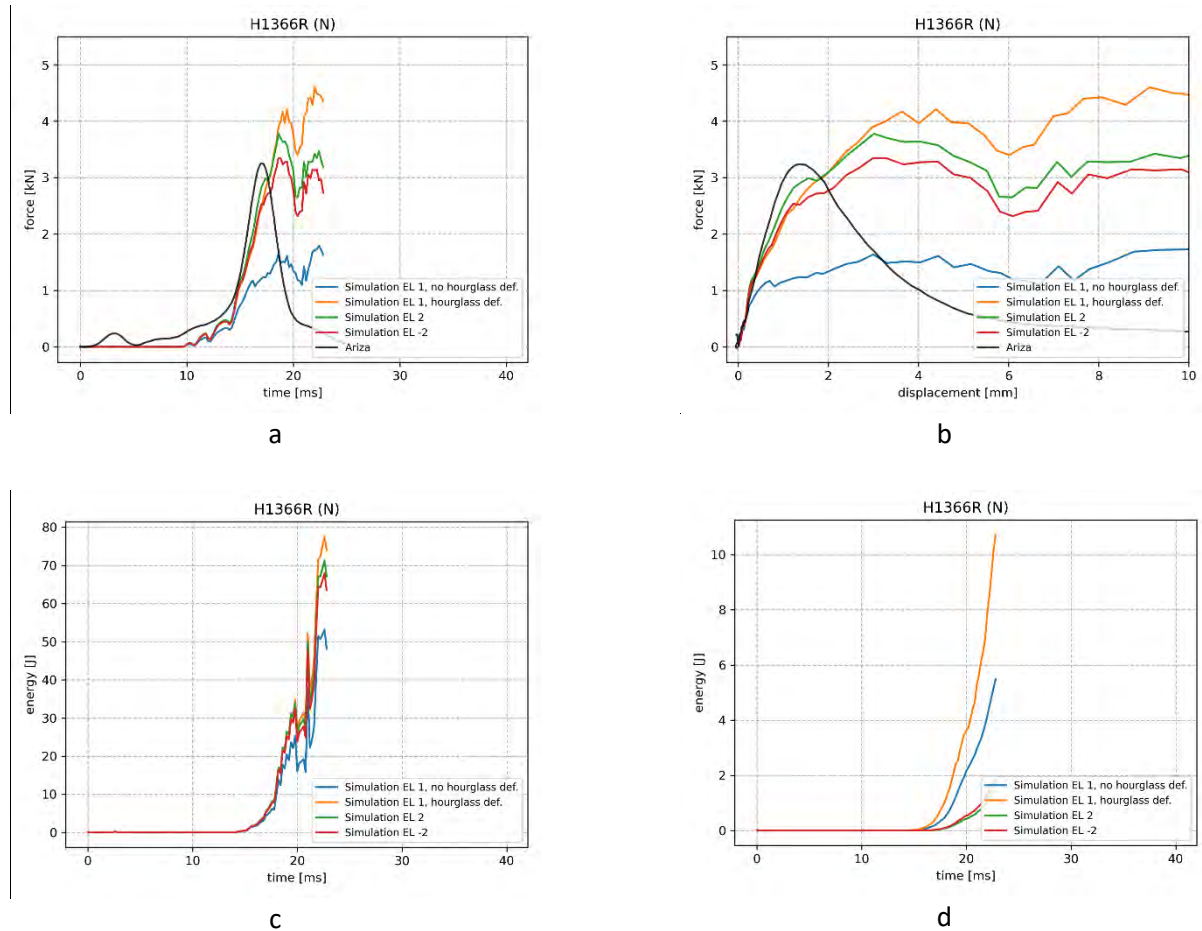 H1366R (N)
force [kN]
5
4
3
2
1
0
Simulation EL 1, no hourglass def.
Simulation EL 1, hourglass def.
Simulation EL 2
Simulation EL -2
Ariza
0 10 20 30 40
time [ms]
a
H1366R (N)
force [kN]
5
4
3
2
1
0
Simulation EL 1, no hourglass def.
Simulation EL 1, hourglass def.
Simulation EL 2
Simulation EL -2
Ariza
0 2 4 6 8 10
displacement [mm]
b
H1366R (N)
energy [J]
80
70
60
50
40
30
20
10
0
Simulation EL 1, no hourglass def.
Simulation EL 1, hourglass def.
Simulation EL 2
Simulation EL -2
0 10 20 30 40
time [ms]
c
H1366R (N)
energy [J]
10
8
6
4
2
0
Simulation EL 1, no hourglass def.
Simulation EL 1, hourglass def.
Simulation EL 2
Simulation EL -2
0 10 20 30 40
time [ms]
d